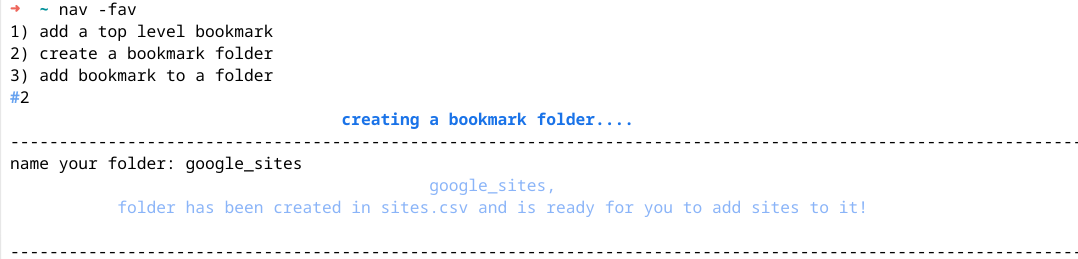 ➜ ~ nav -fav
1) add a top level bookmark
2) create a bookmark folder
3) add bookmark to a folder
#2
creating a bookmark folder....
--------------------------------------------------------------------------------------------------------------
name your folder: google_sites
google_sites,
folder has been created in sites.csv and is ready for you to add sites to it!
--------------------------------------------------------------------------------------------------------------